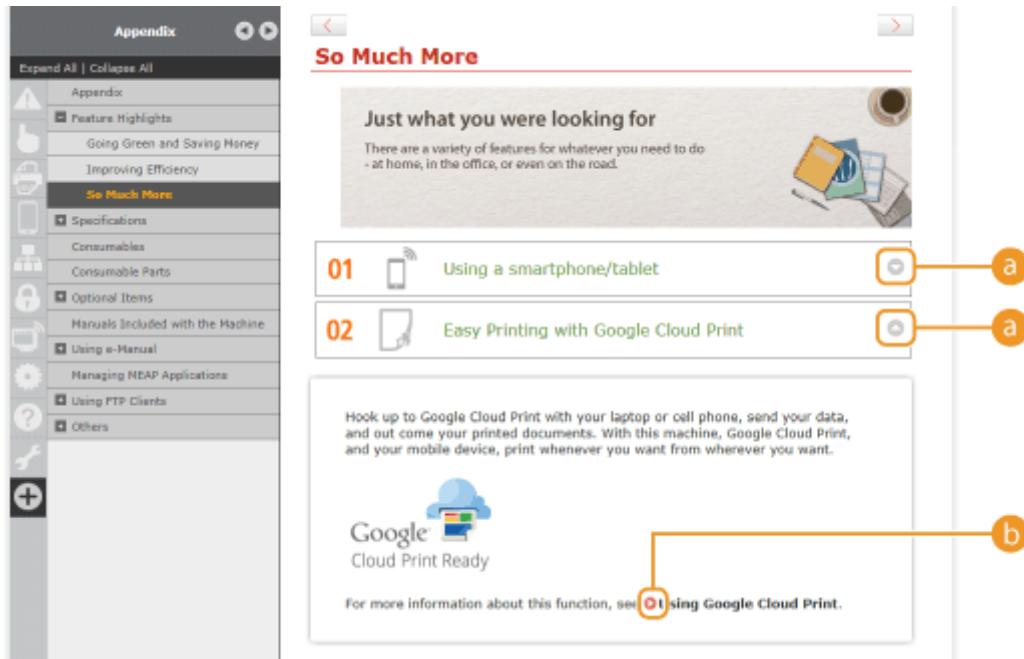 Appendix
Expand All | Collapse All
Appendix
Feature Highlights
Going Green and Saving Money
Improving Efficiency
So Much More
Specifications
Consumables
Consumable Parts
Optional Items
Manuals Included with the Machine
Using e-Manual
Managing MEAP Applications
Using FTP Clients
Others
So Much More
Just what you were looking for
There are a variety of features for whatever you need to do
- at home, in the office, or even on the road.
01 Using a smartphone/tablet
a
02 Easy Printing with Google Cloud Print
a
Hook up to Google Cloud Print with your laptop or cell phone, send your data,
and out come your printed documents. With this machine, Google Cloud Print,
and your mobile device, print whenever you want from wherever you want.
Google
Cloud Print Ready
b
For more information about this function, see sing Google Cloud Print.